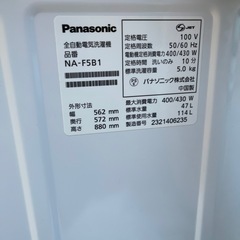 Panasonic
全自動電気洗濯機
品番
NA-F5B1
外形寸法
幅 562 mm
奥行 572 mm
高さ 880 mm
定格電圧 100 V
定格周波数 50/60 Hz
電動機定格消費電力 400/430 W
定格時間 洗いのみ 10 分
標準洗濯容量 5.0 kg
パナソニック株式会社
中国製
最大消費電力 400/430 W
標準水量 47 L
標準使用水量 114 L
2321406235